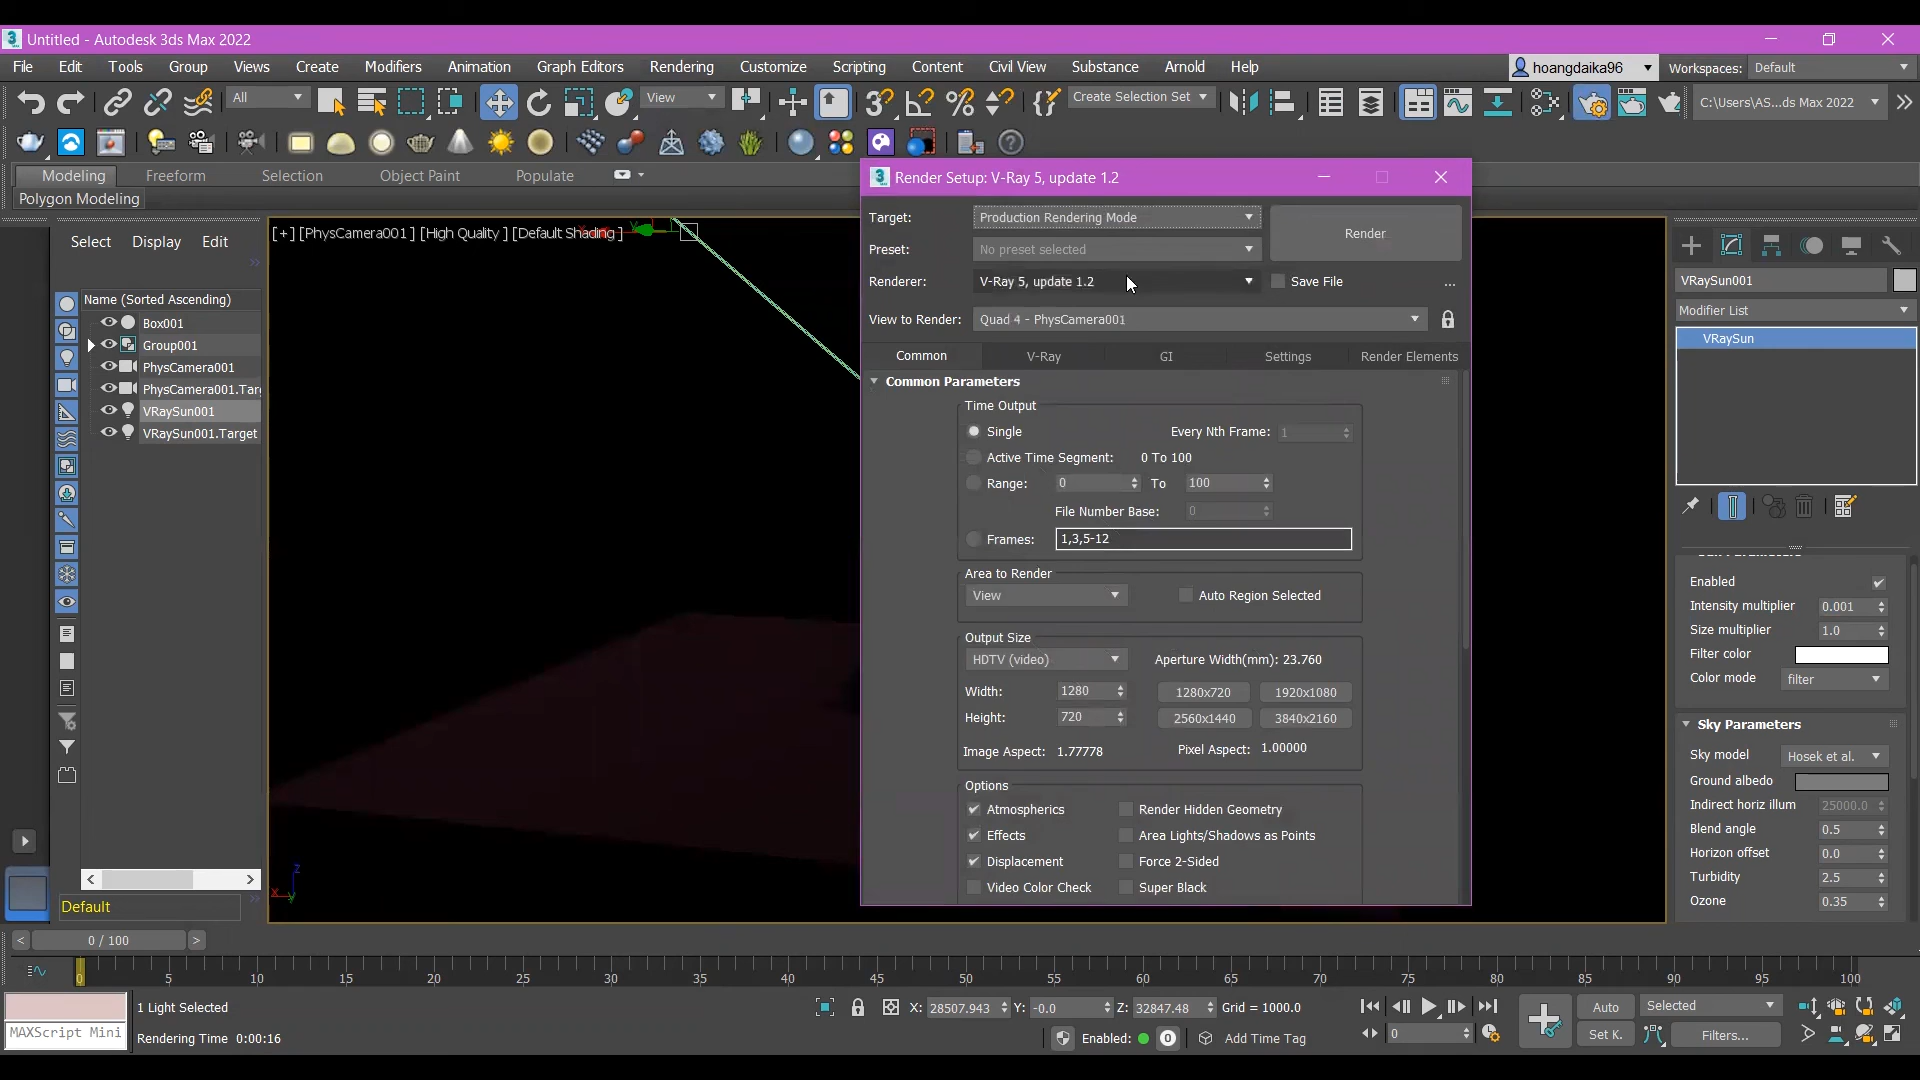 Untitled - Autodesk 3ds Max 2022
File Edit Tools Group Views Create Modifiers Animation Graph Editors Rendering Customize Scripting Content Civil View Substance Arnold Help
hoangdaika96 Workspaces: Default
All View Create Selection Set C:\Users\AS...ds Max 2022
Modeling Freeform Selection Object Paint Populate
Polygon Modeling
Select Display Edit
Name (Sorted Ascending)
Box001
Group001
PhysCamera001
PhysCamera001.Targ
VRaySun001
VRaySun001.Target
Default
[+] [PhysCamera001] [High Quality ] [Default Shading ]
Render Setup: V-Ray 5, update 1.2
Target: Production Rendering Mode
Render
Preset: No preset selected
Renderer: V-Ray 5, update 1.2 Save File ...
View to Render: Quad 4 - PhysCamera001
Common V-Ray GI Settings Render Elements
Common Parameters
Time Output
Single Every Nth Frame: 1
Active Time Segment: 0 To 100
Range: 0 To 100
File Number Base: 0
Frames: 1,3,5-12
Area to Render
View Auto Region Selected
Output Size
HDTV (video) Aperture Width(mm): 23.760
Width: 1280 1280x720 1920x1080
Height: 720 2560x1440 3840x2160
Image Aspect: 1.77778 Pixel Aspect: 1.00000
Options
Atmospherics Render Hidden Geometry
Effects Area Lights/Shadows as Points
Displacement Force 2-Sided
Video Color Check Super Black
VRaySun001
Modifier List
VRaySun
Enabled
Intensity multiplier 0.001
Size multiplier 1.0
Filter color
Color mode filter
Sky Parameters
Sky model Hosek et al.
Ground albedo
Indirect horiz illum 25000.0
Blend angle 0.5
Horizon offset 0.0
Turbidity 2.5
Ozone 0.35
0 / 100
0 5 10 15 20 25 30 35 40 45 50 55 60 65 70 75 80 85 90 95 100
1 Light Selected X: 28507.943 Y: -0.0 Z: 32847.48 Grid = 1000.0 Auto Selected
MAXScript Mini Rendering Time 0:00:16 Enabled: 0 Add Time Tag 0 Set K. Filters...